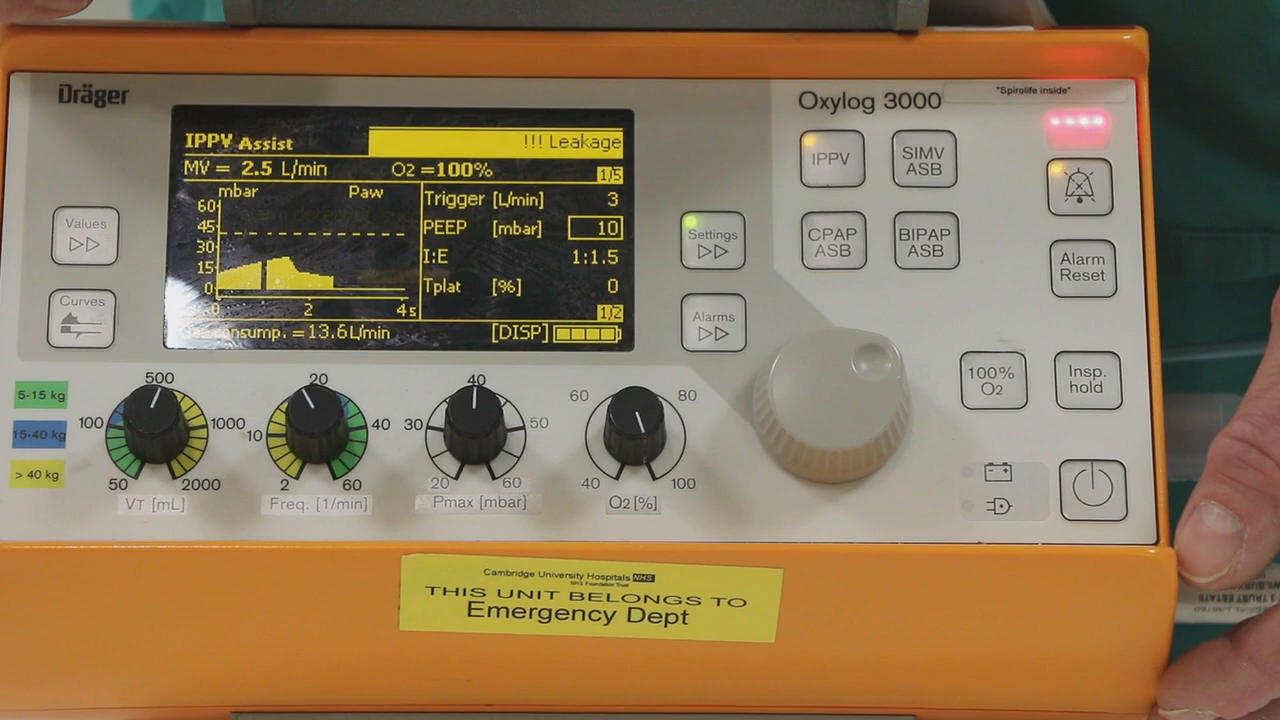 Dräger
Oxylog 3000
"Spirolife inside"
IPPV Assist
!!! Leakage
MV = 2.5 L/min
O2 =100%
1/5
mbar
Paw
60
45
30
15
0
0
2
4s
Trigger [L/min] 3
PEEP [mbar] 10
I:E 1:1.5
Tplat [%] 0
1/2
consump. =13.6L/min
[DISP]
Values
Curves
Settings
Alarms
IPPV
SIMV
ASB
CPAP
ASB
BIPAP
ASB
Alarm
Reset
100%
O2
Insp.
hold
5-15 kg
15-40 kg
> 40 kg
500
100
1000
50
2000
VT [mL]
20
10
40
2
60
Freq. [1/min]
40
30
50
20
60
Pmax [mbar]
60
80
40
100
O2 [%]
Cambridge University Hospitals NHS
NHS Foundation Trust
THIS UNIT BELONGS TO
Emergency Dept